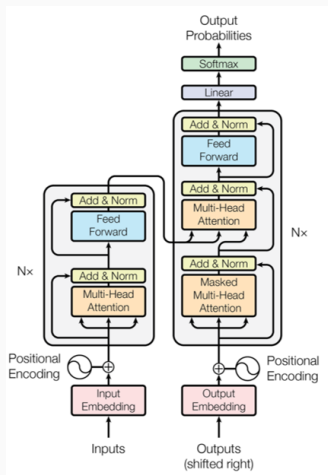 Output
Probabilities
Softmax
Linear
Add & Norm
Feed
Forward
Add & Norm
Multi-Head
Attention
Add & Norm
Masked
Multi-Head
Attention
N×
Add & Norm
Feed
Forward
N×
Add & Norm
Multi-Head
Attention
Positional
Encoding
Positional
Encoding
Input
Embedding
Output
Embedding
Inputs
Outputs
(shifted right)